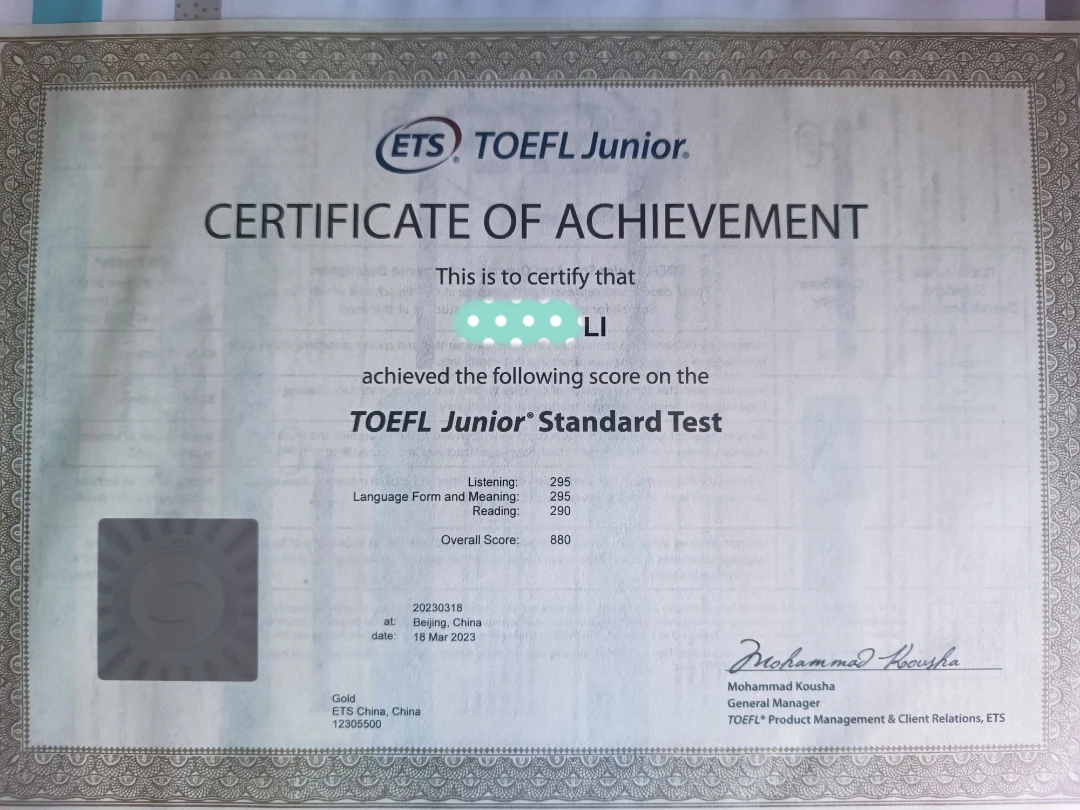 ETS® TOEFL Junior®
CERTIFICATE OF ACHIEVEMENT
This is to certify that
LI
achieved the following score on the
TOEFL Junior® Standard Test
Listening: 295
Language Form and Meaning: 295
Reading: 290
Overall Score: 880
20230318
at: Beijing, China
date: 18 Mar 2023
Gold
ETS China, China
12305500
Mohammad Kousha
Mohammad Kousha
General Manager
TOEFL® Product Management & Client Relations, ETS